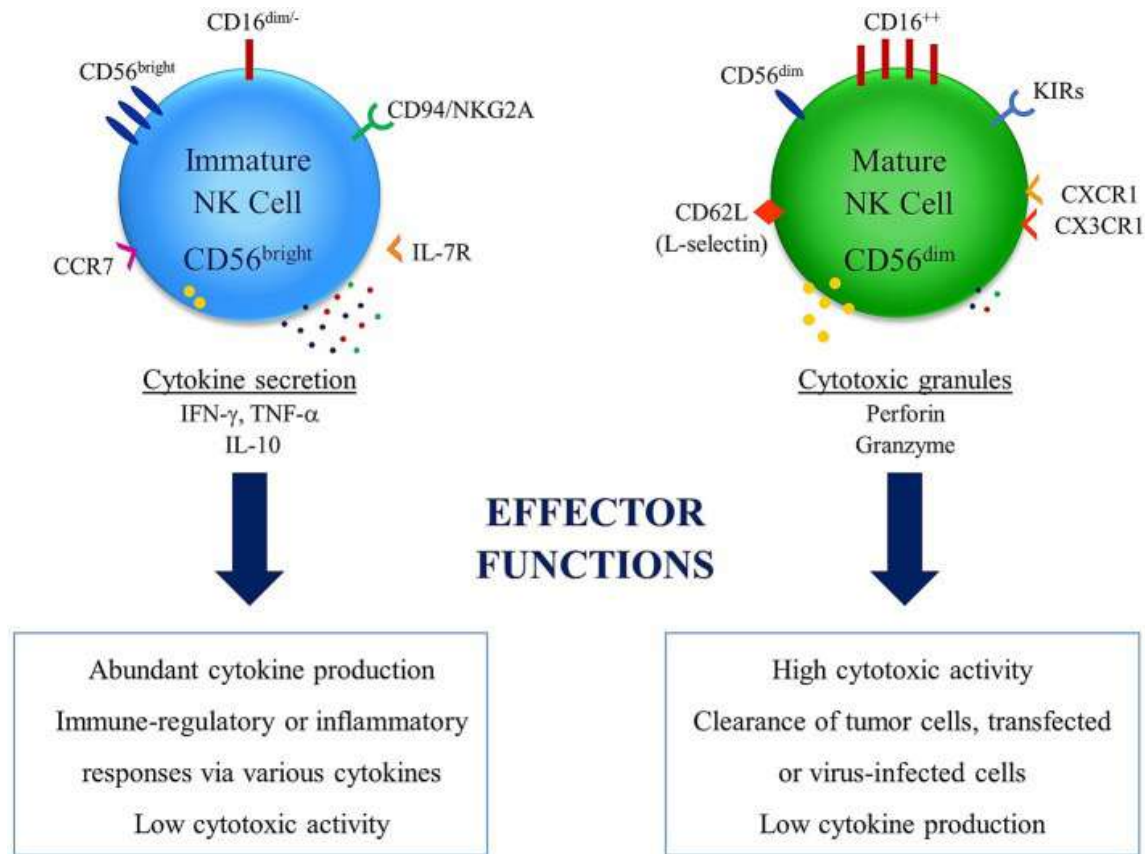 CD16dim/-
CD56bright
CD94/NKG2A
Immature
NK Cell
CD56bright
CCR7
IL-7R
Cytokine secretion
IFN-γ, TNF-α
IL-10
CD16++
CD56dim
KIRs
Mature
NK Cell
CD56dim
CD62L
(L-selectin)
CXCR1
CX3CR1
Cytotoxic granules
Perforin
Granzyme
EFFECTOR
FUNCTIONS
Abundant cytokine production
Immune-regulatory or inflammatory
responses via various cytokines
Low cytotoxic activity
High cytotoxic activity
Clearance of tumor cells, transfected
or virus-infected cells
Low cytokine production